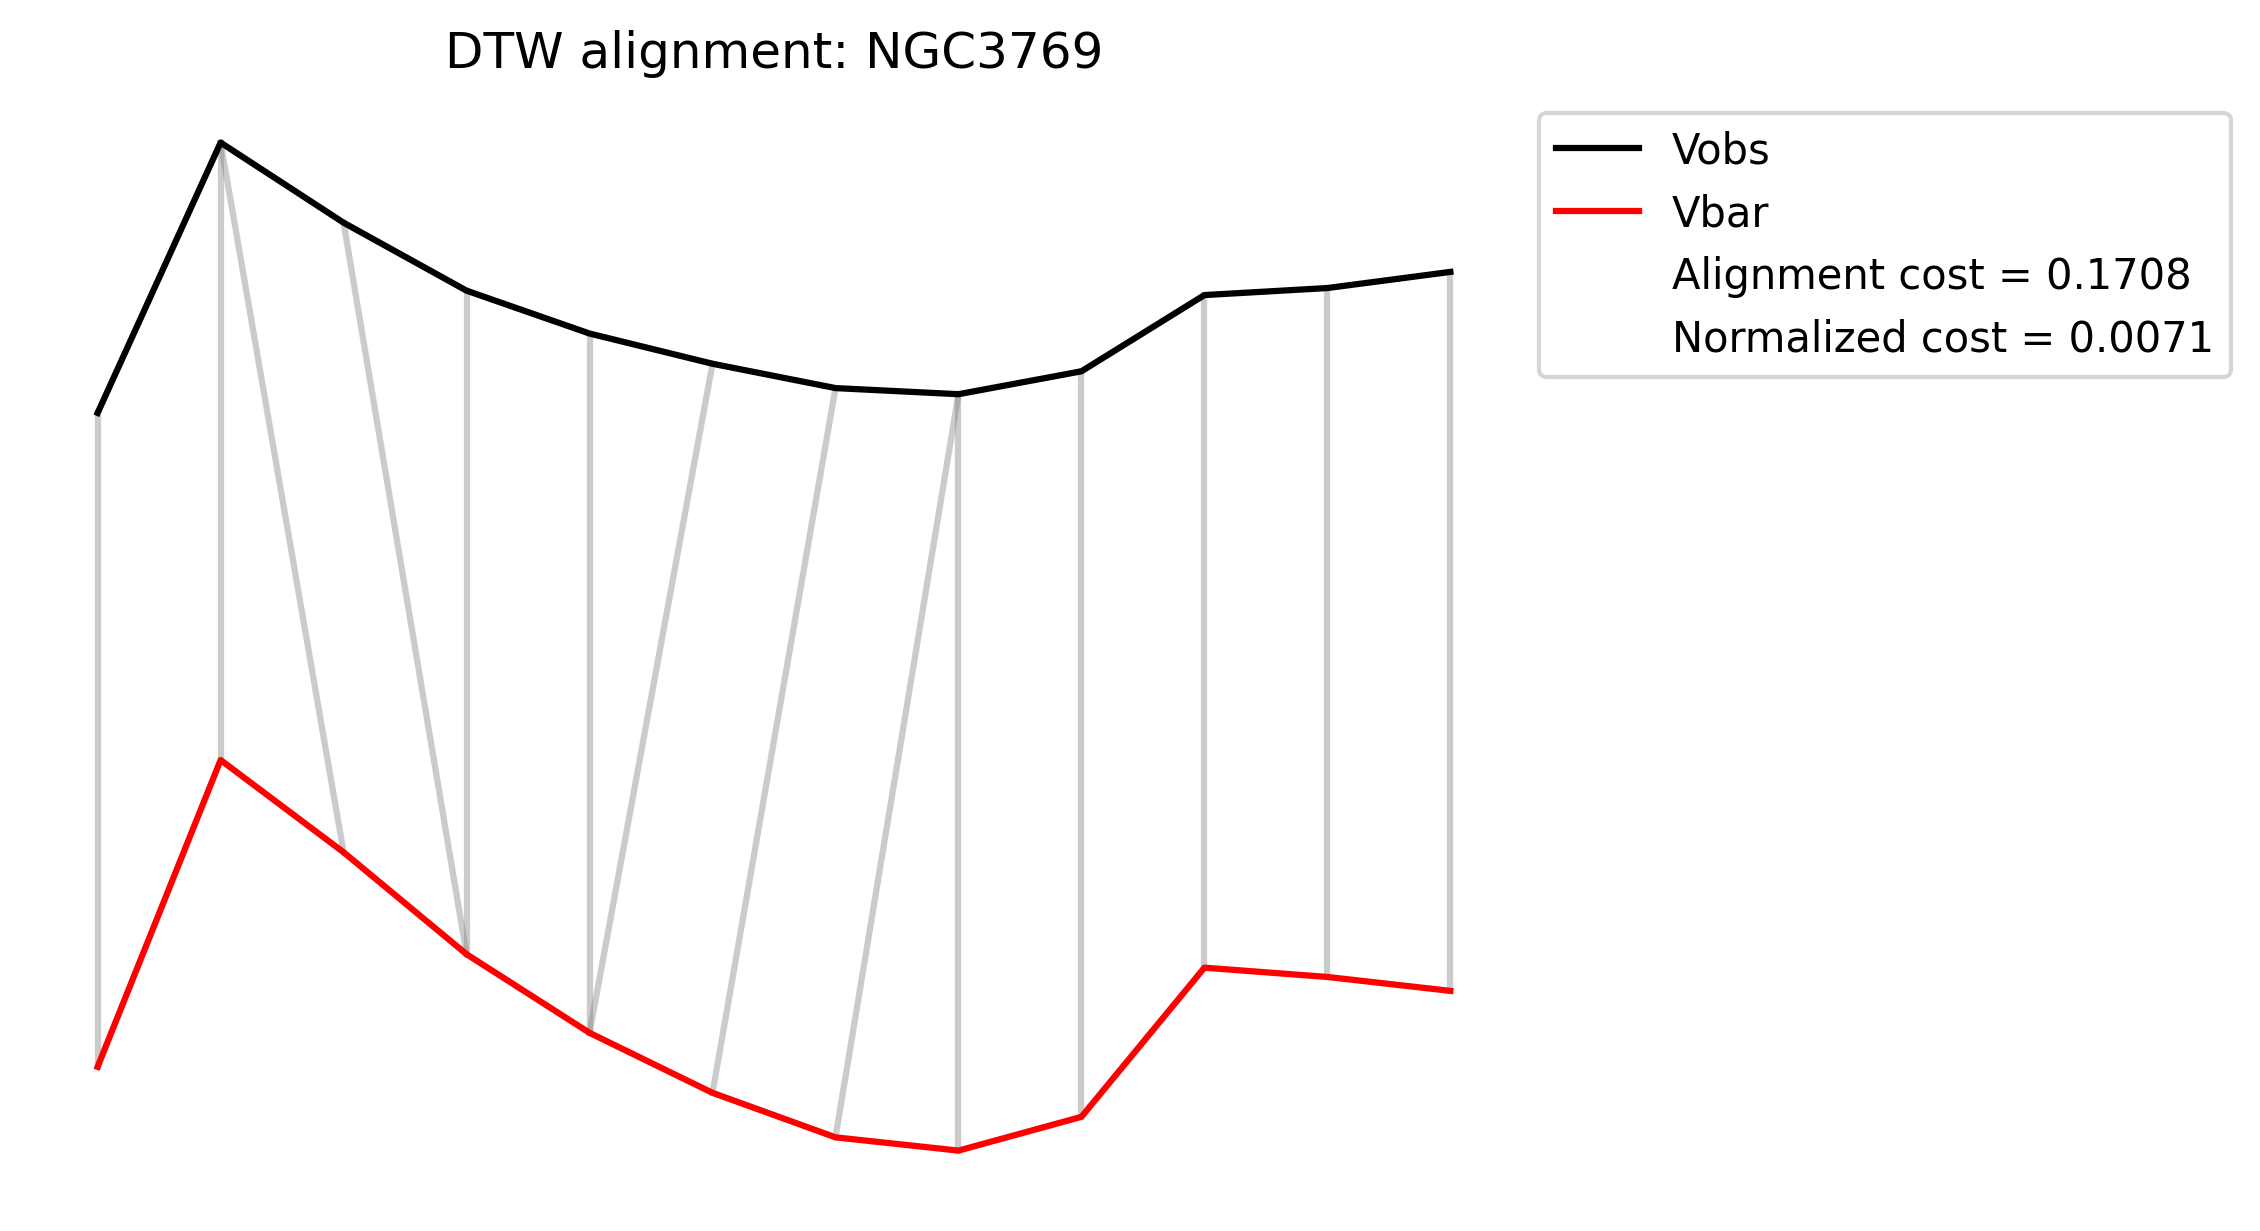 DTW alignment: NGC3769
Vobs
Vbar
Alignment cost = 0.1708
Normalized cost = 0.0071